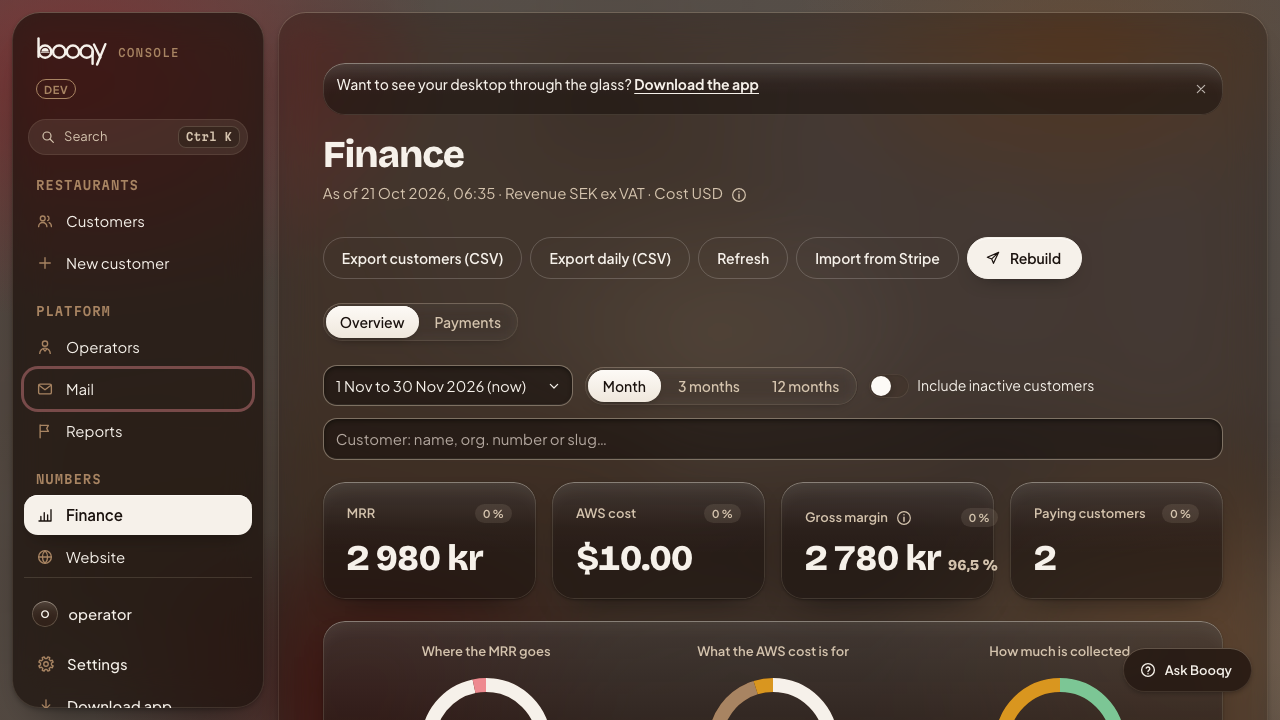 booqy CONSOLE
DEV
Search Ctrl K
RESTAURANTS
Customers
New customer
PLATFORM
Operators
Mail
Reports
NUMBERS
Finance
Website
operator
Settings
Download app
Want to see your desktop through the glass? Download the app
Finance
As of 21 Oct 2026, 06:35 · Revenue SEK ex VAT · Cost USD
Export customers (CSV) Export daily (CSV) Refresh Import from Stripe Rebuild
Overview Payments
1 Nov to 30 Nov 2026 (now) Month 3 months 12 months Include inactive customers
Customer: name, org. number or slug...
MRR 0 %
2 980 kr
AWS cost 0 %
$10.00
Gross margin 0 %
2 780 kr 96,5 %
Paying customers 0 %
2
Where the MRR goes
What the AWS cost is for
How much is collected
Ask Booqy